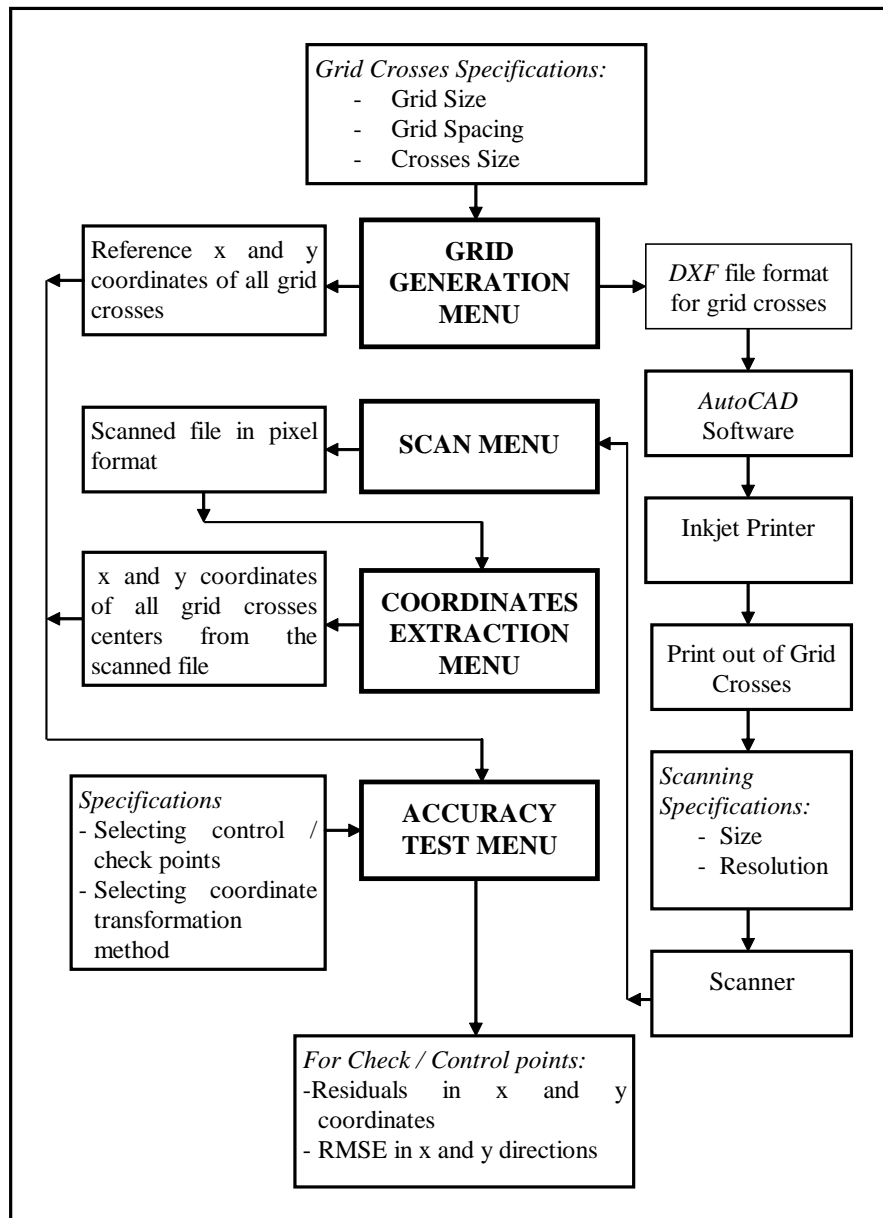 Grid Crosses Specifications:
- Grid Size
- Grid Spacing
- Crosses Size
Reference x and y
coordinates of all grid
crosses
GRID
GENERATION
MENU
DXF file format
for grid crosses
AutoCAD
Software
Scanned file in pixel
format
SCAN MENU
Inkjet Printer
x and y coordinates
of all grid crosses
centers from the
scanned file
COORDINATES
EXTRACTION
MENU
Print out of Grid
Crosses
Specifications
- Selecting control /
check points
- Selecting coordinate
transformation
method
ACCURACY
TEST MENU
Scanning
Specifications:
- Size
- Resolution
Scanner
For Check / Control points:
-Residuals in x and y
coordinates
- RMSE in x and y directions